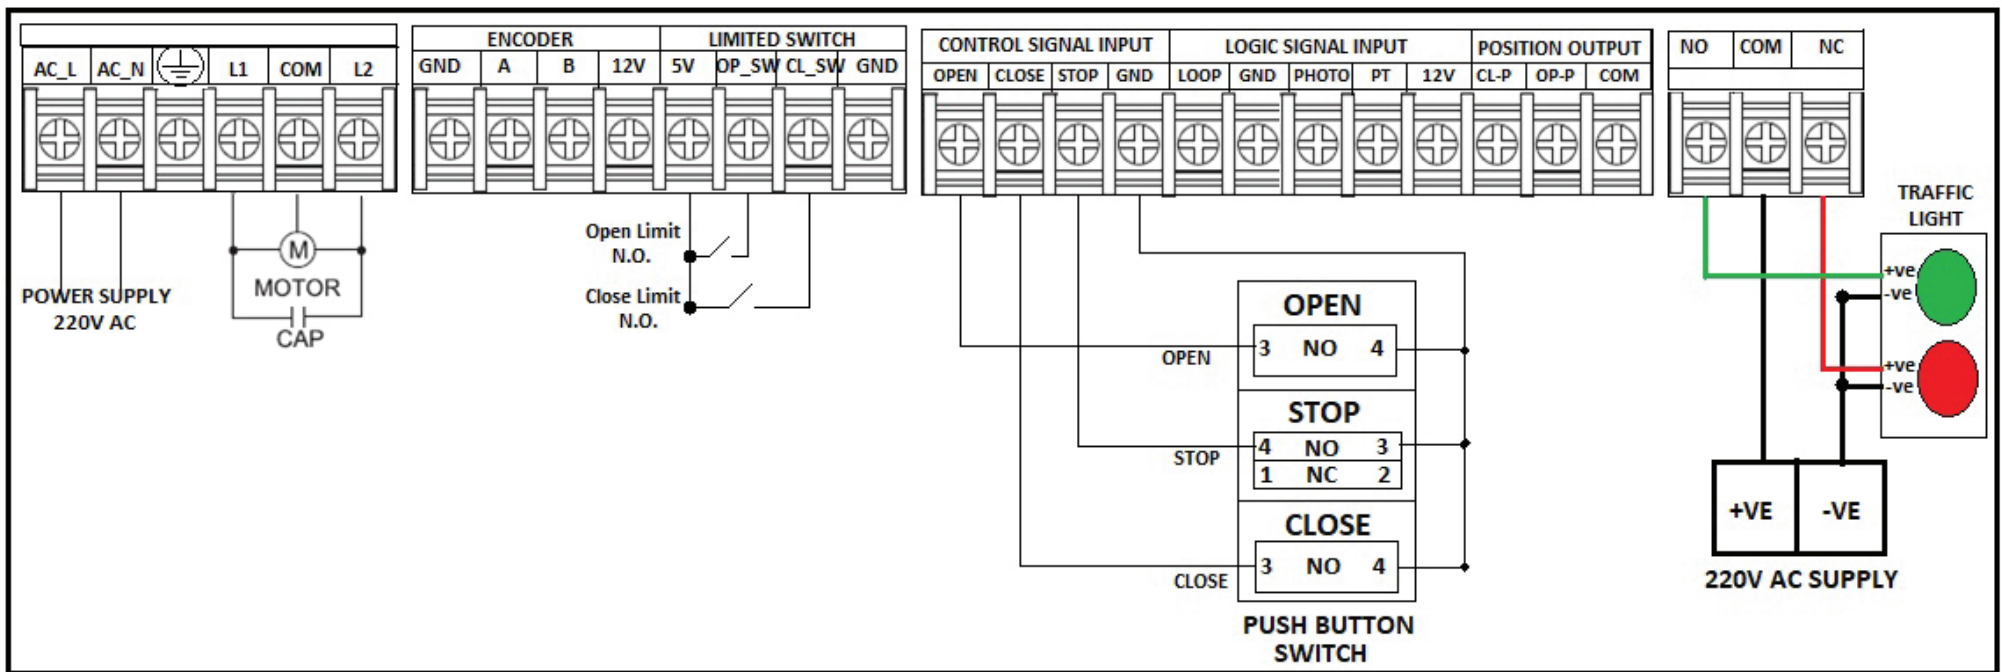 AC_L AC_N L1 COM L2
ENCODER LIMITED SWITCH
GND A B 12V 5V OP_SW CL_SW GND
CONTROL SIGNAL INPUT LOGIC SIGNAL INPUT POSITION OUTPUT
OPEN CLOSE STOP GND LOOP GND PHOTO PT 12V CL-P OP-P COM
NO COM NC
POWER SUPPLY
220V AC
M
MOTOR
CAP
Open Limit
N.O.
Close Limit
N.O.
OPEN
OPEN 3 NO 4
STOP
STOP 4 NO 3
1 NC 2
CLOSE
CLOSE 3 NO 4
PUSH BUTTON
SWITCH
TRAFFIC
LIGHT
+ve
-ve
+ve
-ve
+VE -VE
220V AC SUPPLY